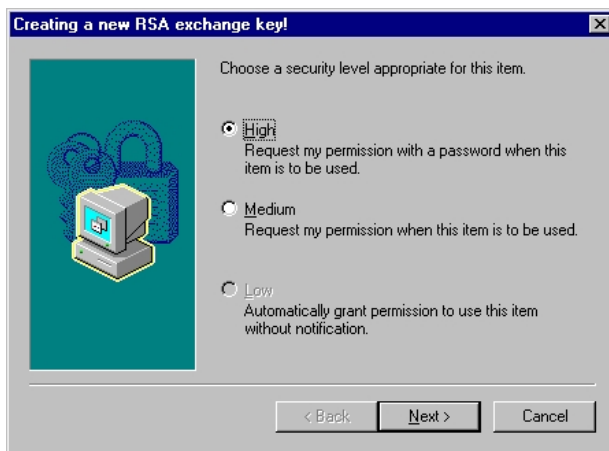 Creating a new RSA exchange key!
Choose a security level appropriate for this item.
High
Request my permission with a password when this
item is to be used.
Medium
Request my permission when this item is to be used.
Low
Automatically grant permission to use this item
without notification.
< Back
Next >
Cancel